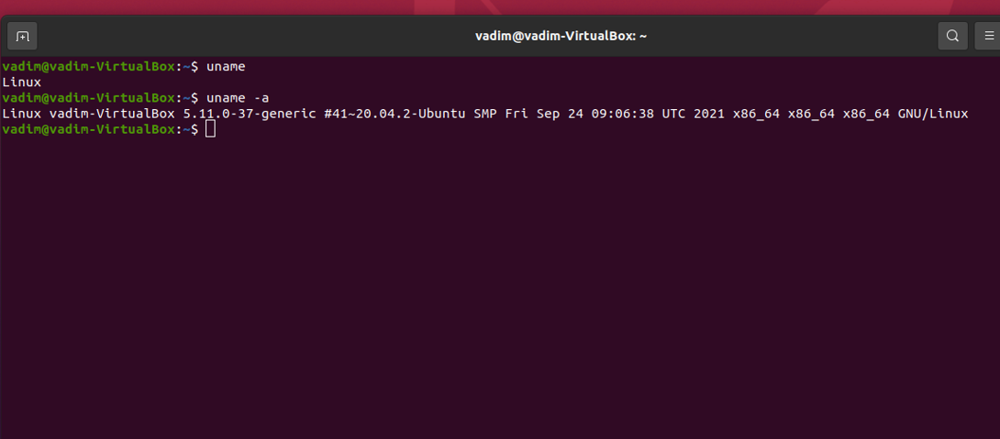 vadim@vadim-VirtualBox: ~
vadim@vadim-VirtualBox:~$ uname
Linux
vadim@vadim-VirtualBox:~$ uname -a
Linux vadim-VirtualBox 5.11.0-37-generic #41~20.04.2-Ubuntu SMP Fri Sep 24 09:06:38 UTC 2021 x86_64 x86_64 x86_64 GNU/Linux
vadim@vadim-VirtualBox:~$